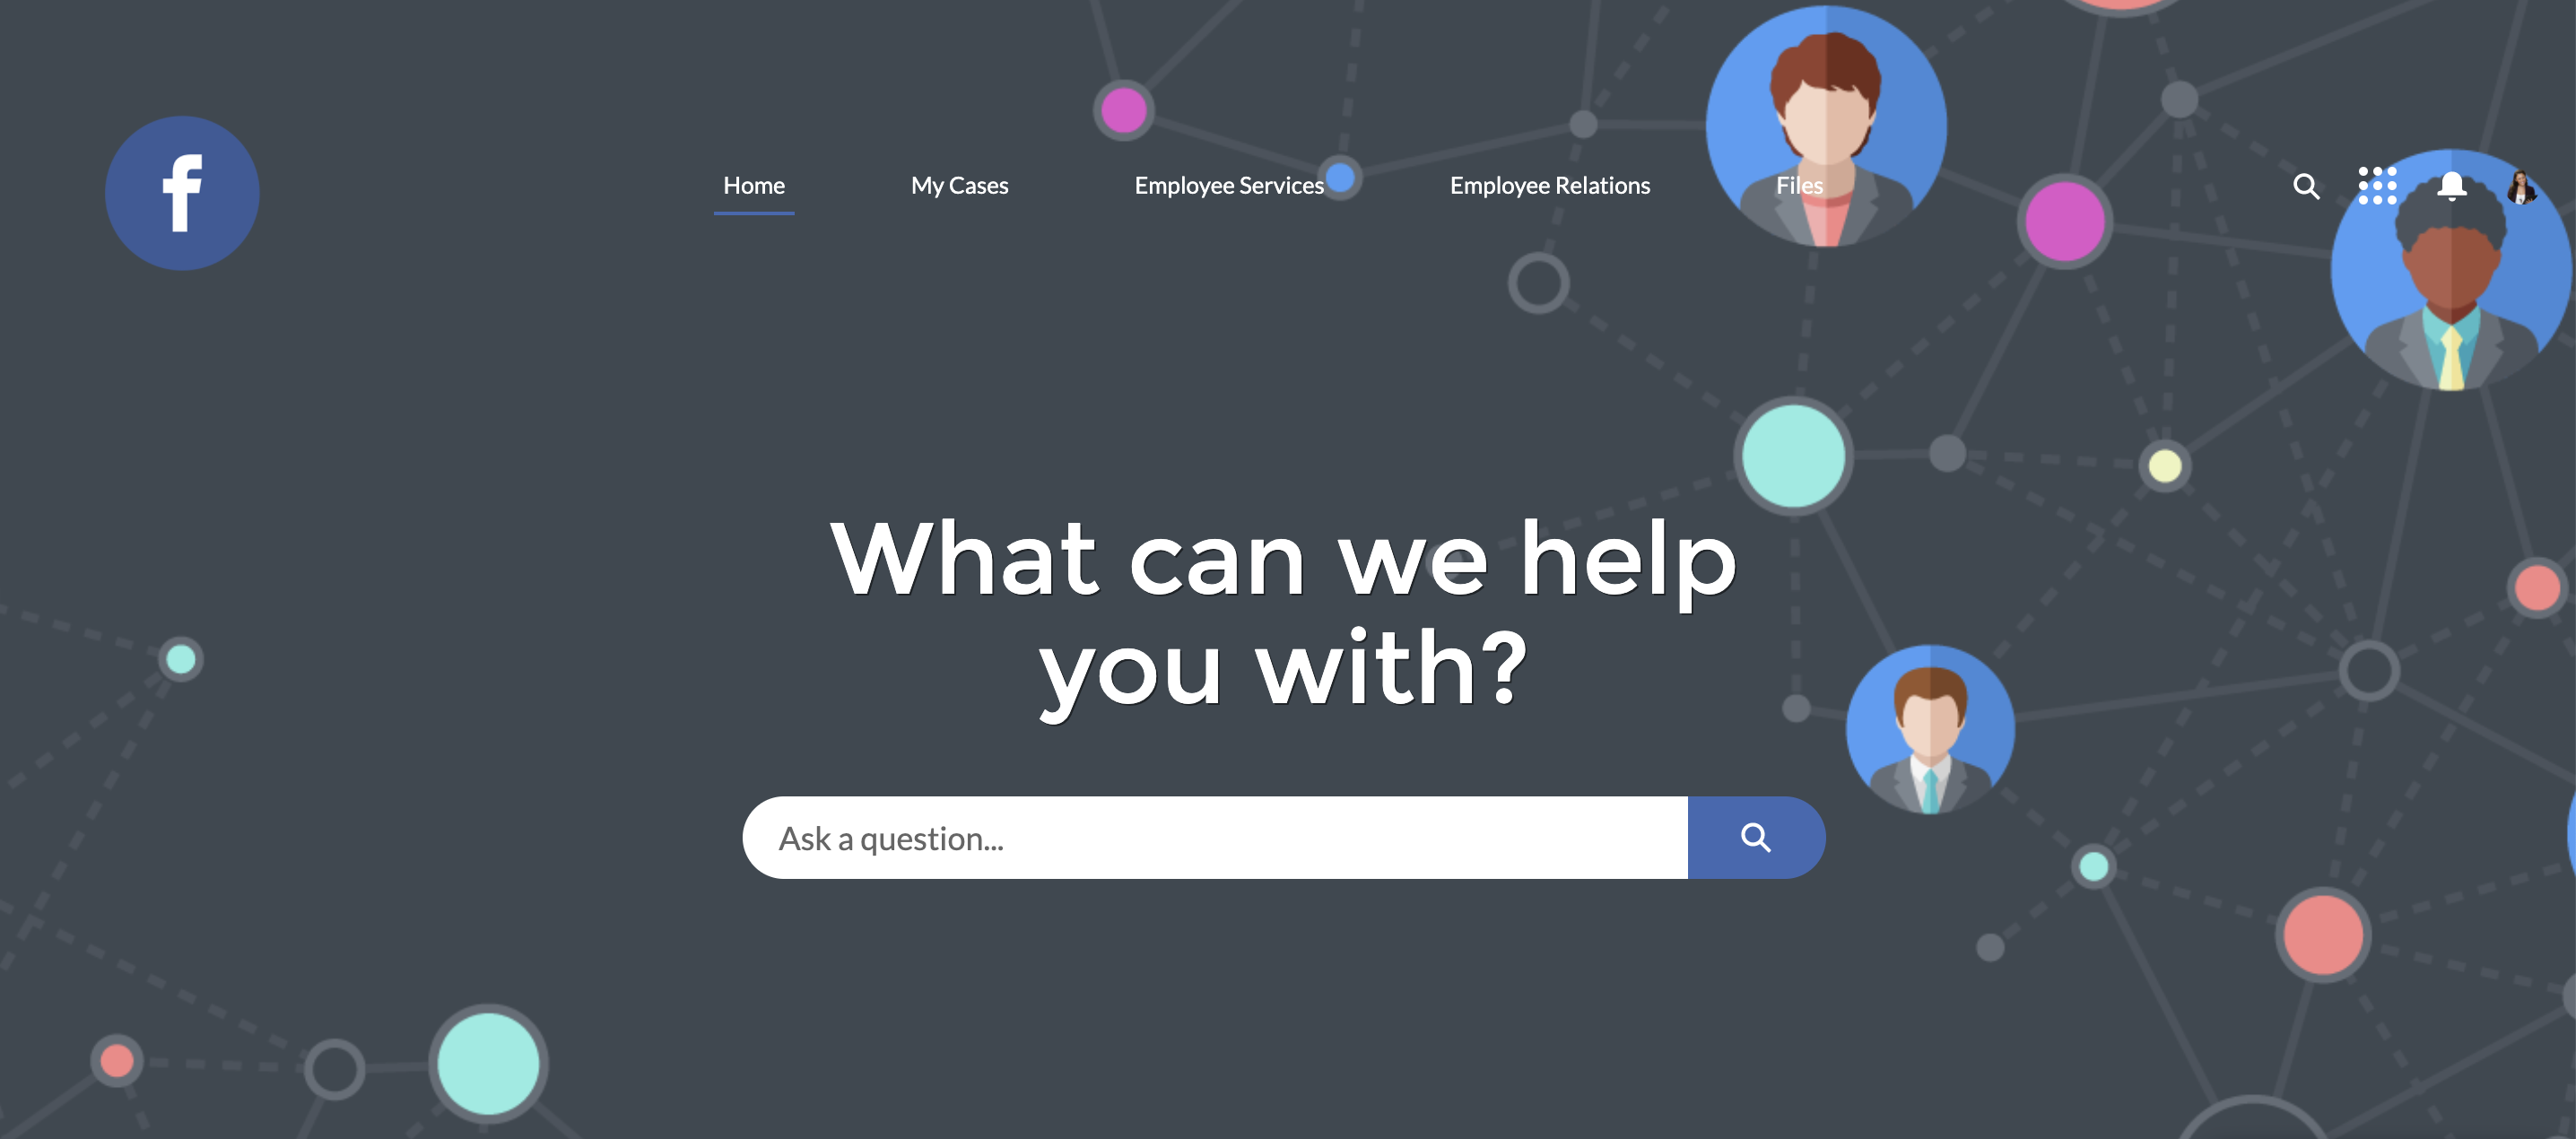 f
Home
My Cases
Employee Services
Employee Relations
Files
What can we help
you with?
Ask a question...